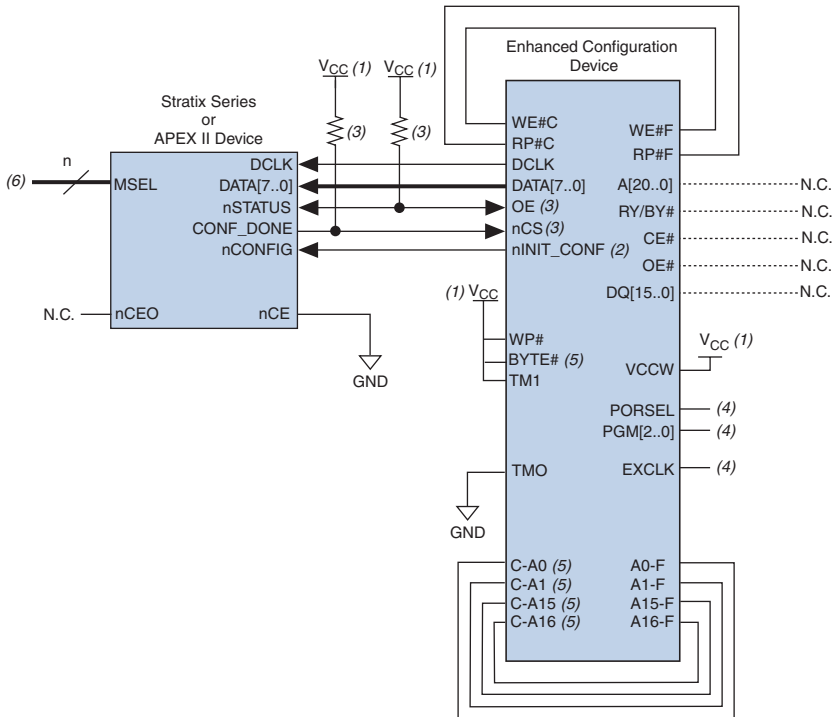 Enhanced Configuration
Device
Stratix Series
or
APEX II Device
VCC (1)
VCC (1)
(3)
(3)
n
(6)
MSEL
DCLK
DATA[7..0]
nSTATUS
CONF_DONE
nCONFIG
N.C.
nCEO
nCE
GND
WE#C
RP#C
DCLK
DATA[7..0]
OE (3)
nCS (3)
nINIT_CONF (2)
(1) VCC
WP#
BYTE# (5)
TM1
TMO
GND
C-A0 (5)
C-A1 (5)
C-A15 (5)
C-A16 (5)
WE#F
RP#F
A[20..0]
N.C.
RY/BY#
N.C.
CE#
N.C.
OE#
N.C.
DQ[15..0]
N.C.
VCC (1)
VCCW
PORSEL
(4)
PGM[2..0]
(4)
EXCLK
(4)
A0-F
A1-F
A15-F
A16-F